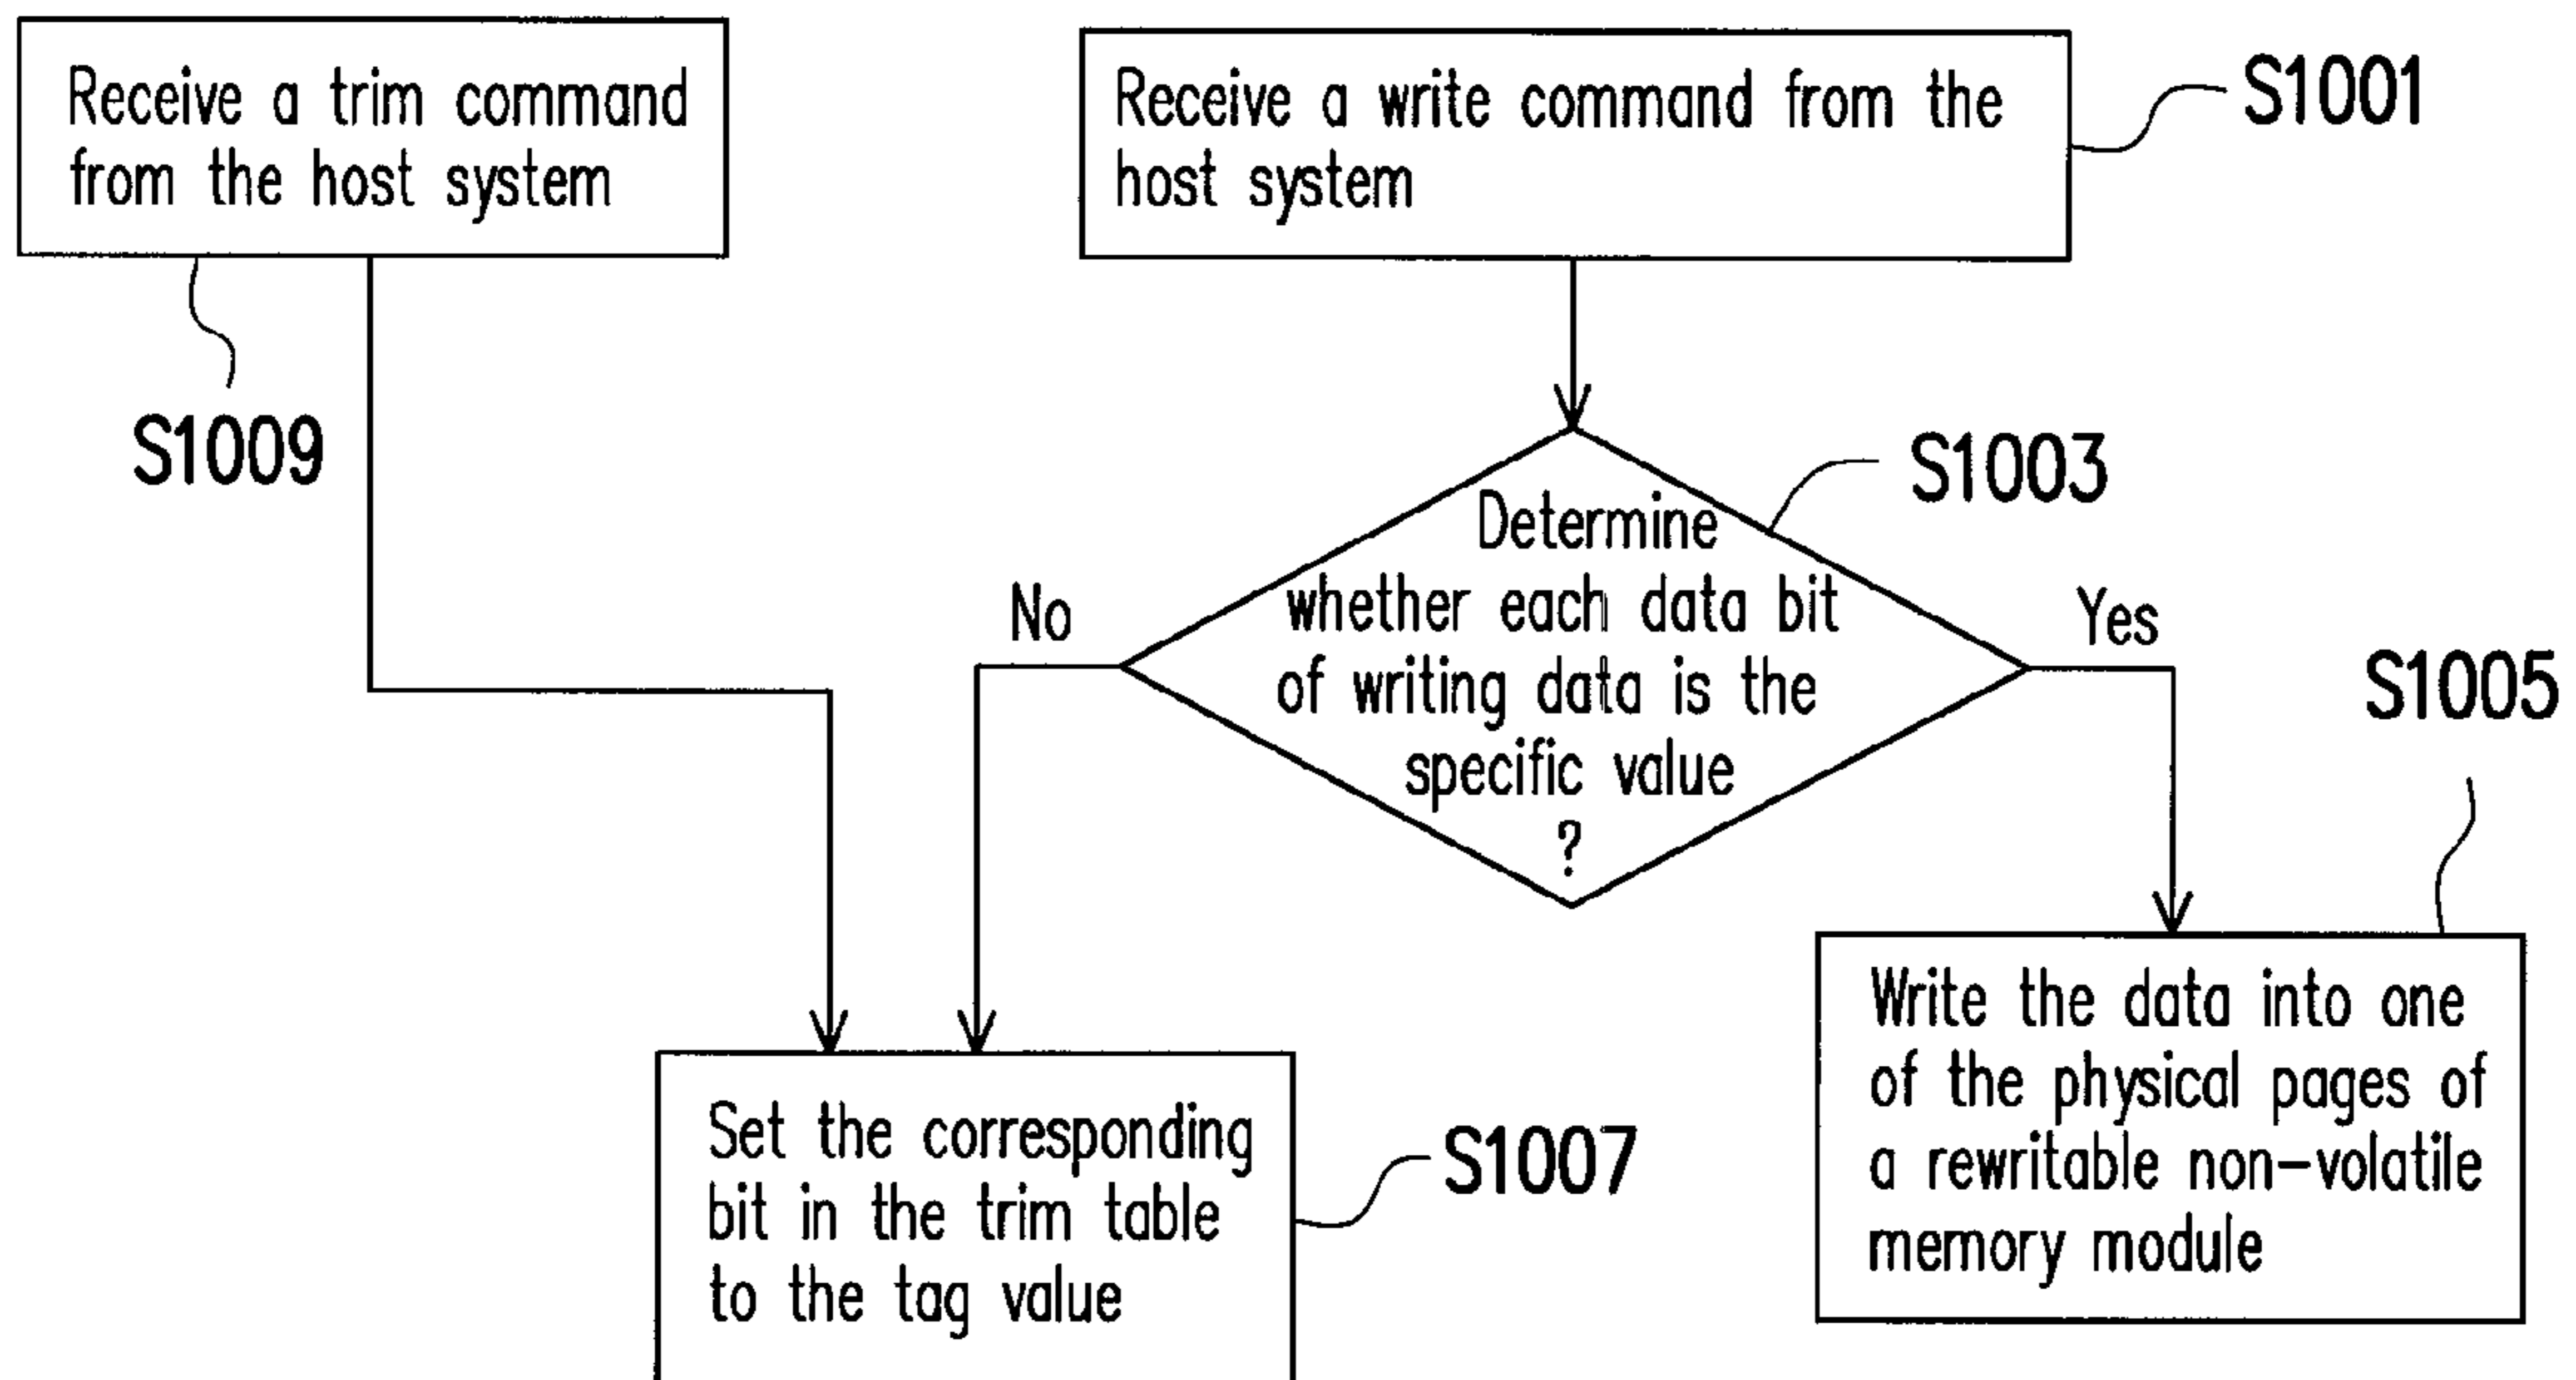 Receive a trim command
from the host system
S1009
Receive a write command from the
host system
S1001
Determine
whether each data bit
of writing data is the
specific value
?
S1003
No
Yes
S1005
Write the data into one
of the physical pages of
a rewritable non-volatile
memory module
Set the corresponding
bit in the trim table
to the tag value
S1007